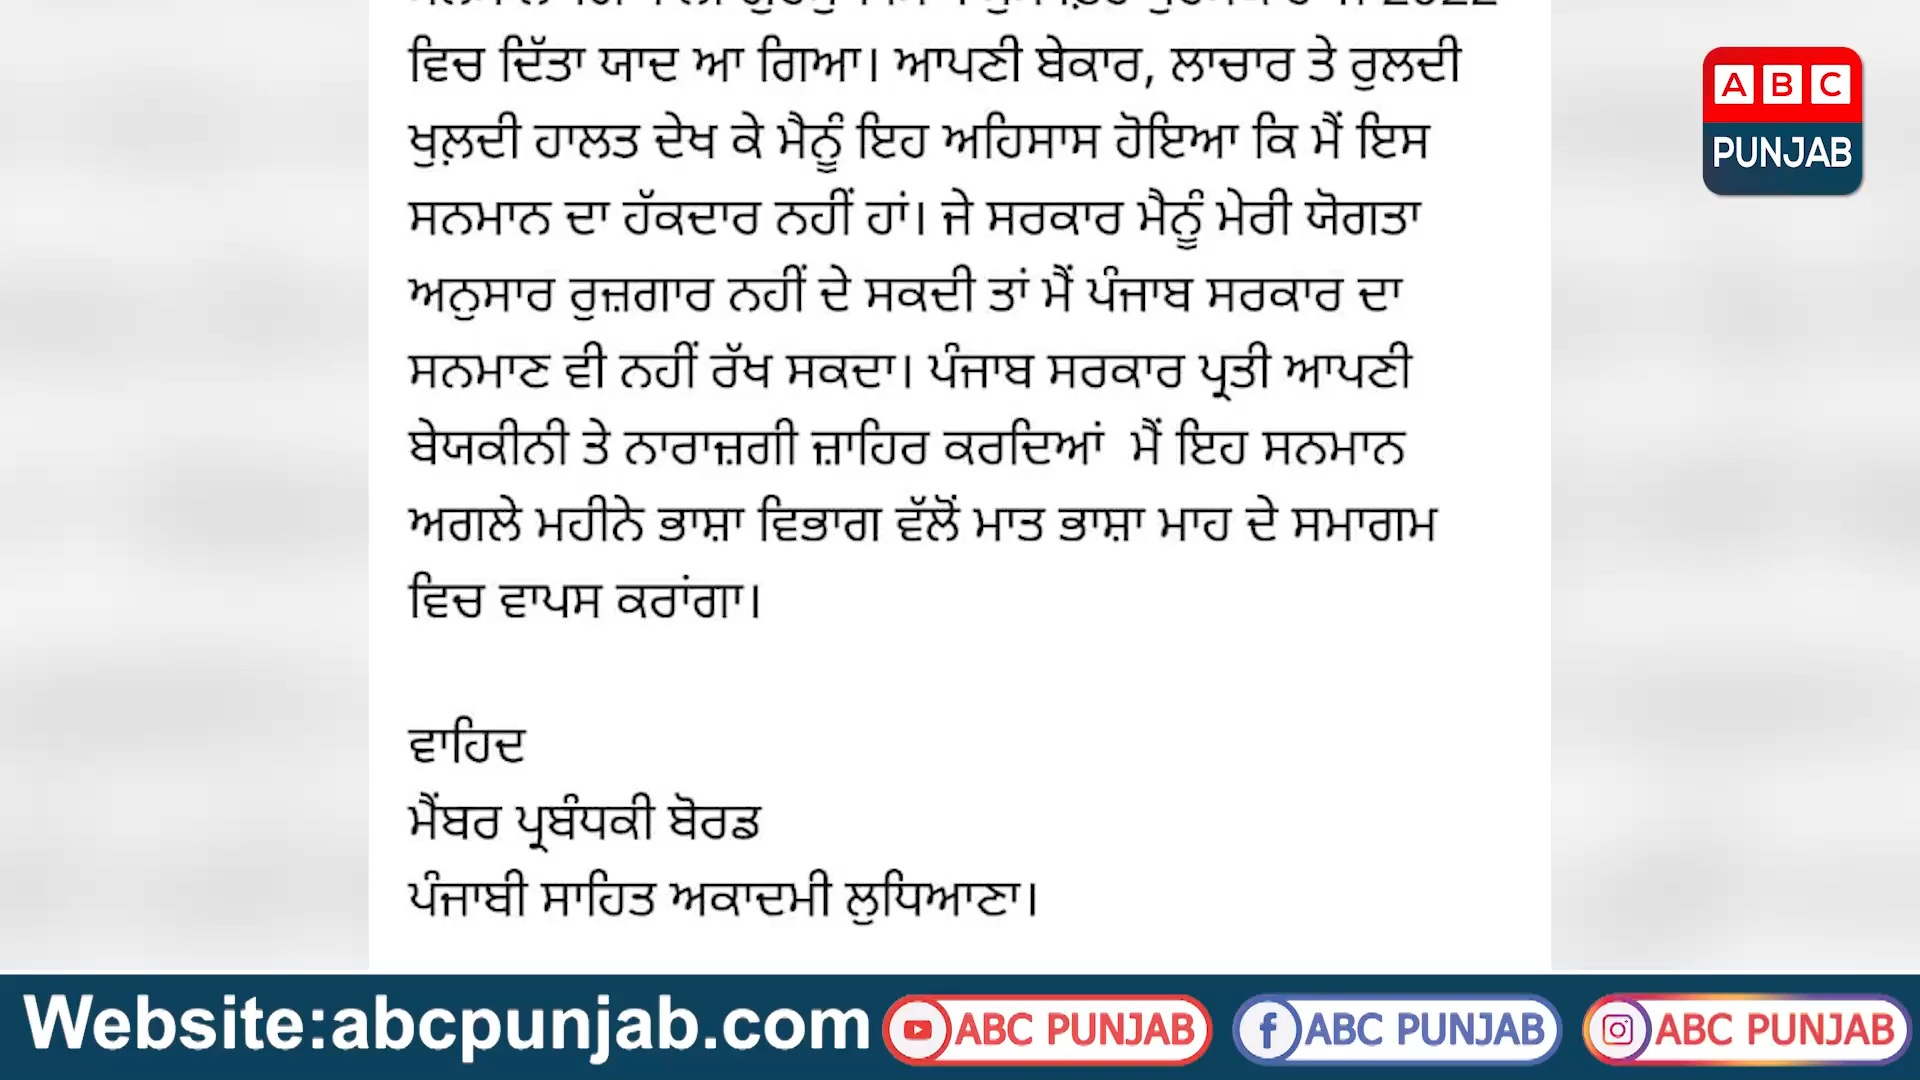 2022
ਵਿਚ ਦਿੱਤਾ ਯਾਦ ਆ ਗਿਆ। ਆਪਣੀ ਬੇਕਾਰ, ਲਾਚਾਰ ਤੇ ਰੁਲਦੀ
ਖੁਲ਼ਦੀ ਹਾਲਤ ਦੇਖ ਕੇ ਮੈਨੂੰ ਇਹ ਅਹਿਸਾਸ ਹੋਇਆ ਕਿ ਮੈਂ ਇਸ
ਸਨਮਾਨ ਦਾ ਹੱਕਦਾਰ ਨਹੀਂ ਹਾਂ। ਜੇ ਸਰਕਾਰ ਮੈਨੂੰ ਮੇਰੀ ਯੋਗਤਾ
ਅਨੁਸਾਰ ਰੁਜ਼ਗਾਰ ਨਹੀਂ ਦੇ ਸਕਦੀ ਤਾਂ ਮੈਂ ਪੰਜਾਬ ਸਰਕਾਰ ਦਾ
ਸਨਮਾਣ ਵੀ ਨਹੀਂ ਰੱਖ ਸਕਦਾ। ਪੰਜਾਬ ਸਰਕਾਰ ਪ੍ਰਤੀ ਆਪਣੀ
ਬੇਯਕੀਨੀ ਤੇ ਨਾਰਾਜ਼ਗੀ ਜ਼ਾਹਿਰ ਕਰਦਿਆਂ ਮੈਂ ਇਹ ਸਨਮਾਨ
ਅਗਲੇ ਮਹੀਨੇ ਭਾਸ਼ਾ ਵਿਭਾਗ ਵੱਲੋਂ ਮਾਤ ਭਾਸ਼ਾ ਮਾਹ ਦੇ ਸਮਾਗਮ
ਵਿਚ ਵਾਪਸ ਕਰਾਂਗਾ।
ਵਾਹਿਦ
ਮੈਂਬਰ ਪ੍ਰਬੰਧਕੀ ਬੋਰਡ
ਪੰਜਾਬੀ ਸਾਹਿਤ ਅਕਾਦਮੀ ਲੁਧਿਆਣਾ।
A B C
PUNJAB
Website:abcpunjab.com ABC PUNJAB ABC PUNJAB ABC PUNJAB